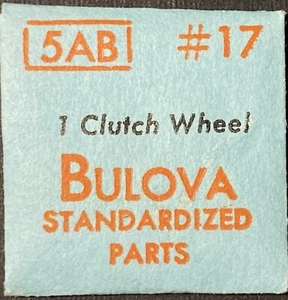 5AB #17
1 Clutch Wheel
BULOVA
STANDARDIZED
PARTS